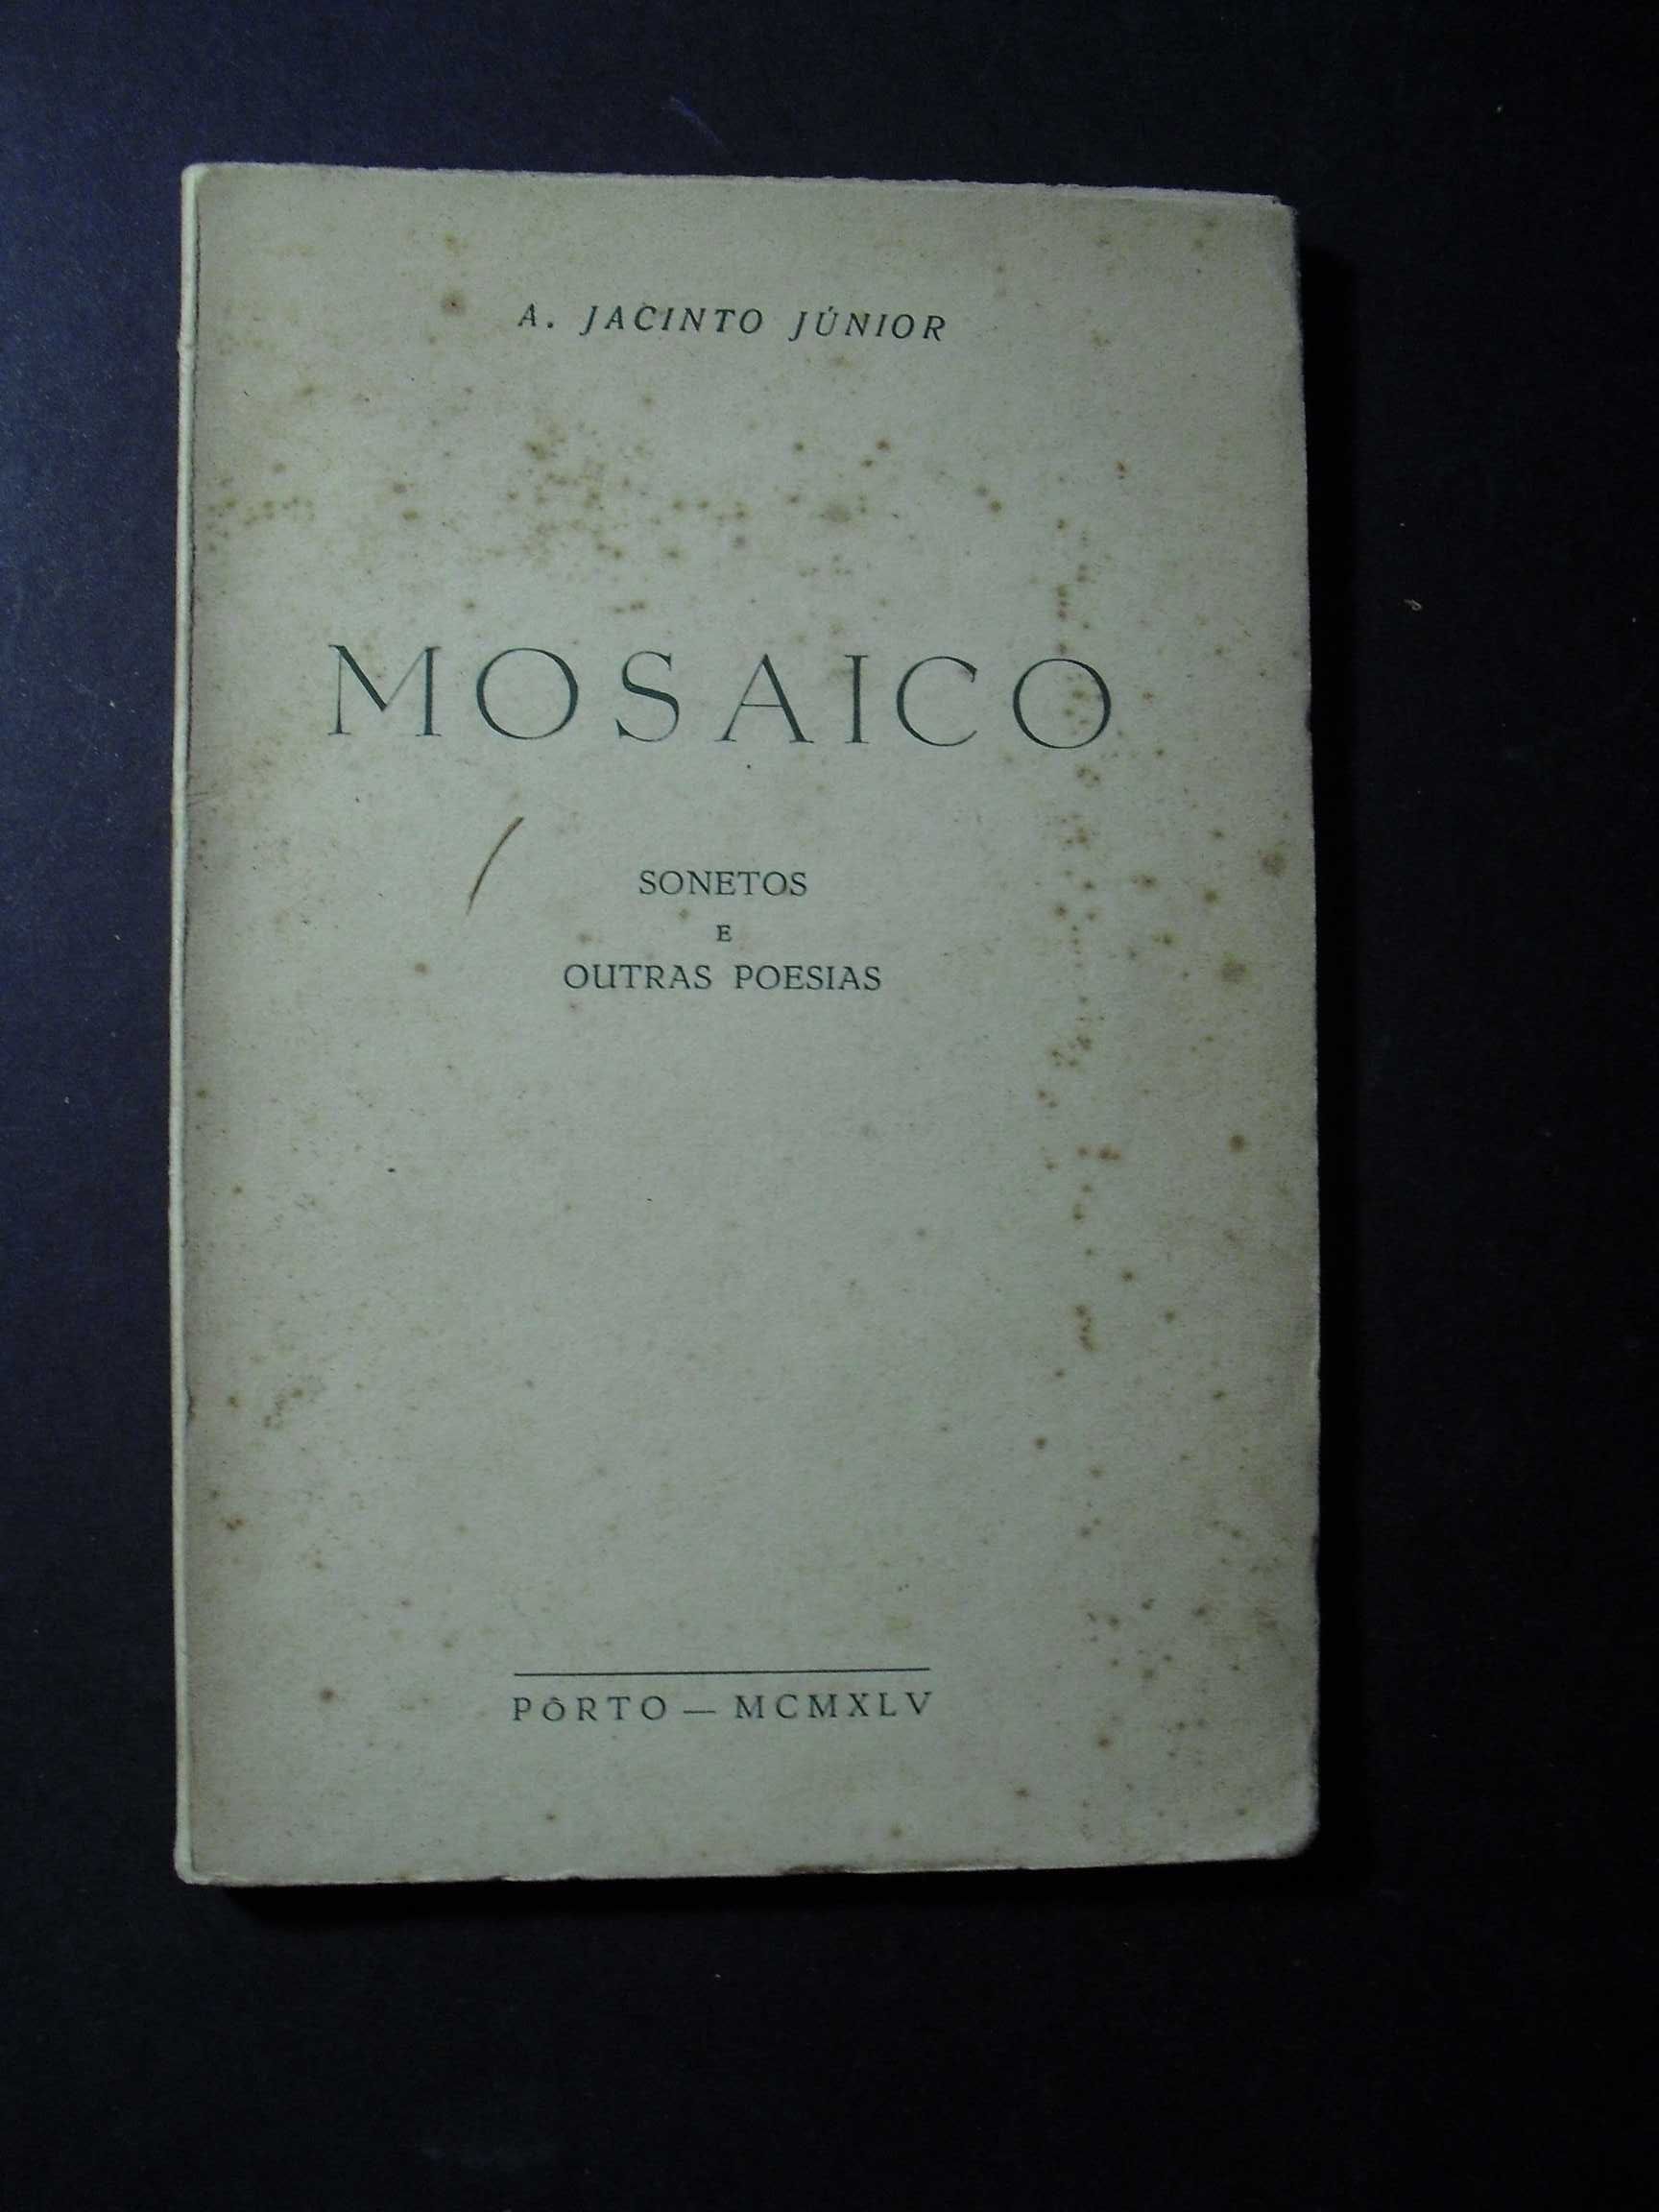 A. JACINTO JÚNIOR
MOSAICO
SONETOS
E
OUTRAS POESIAS
PÔRTO — MCMXLV